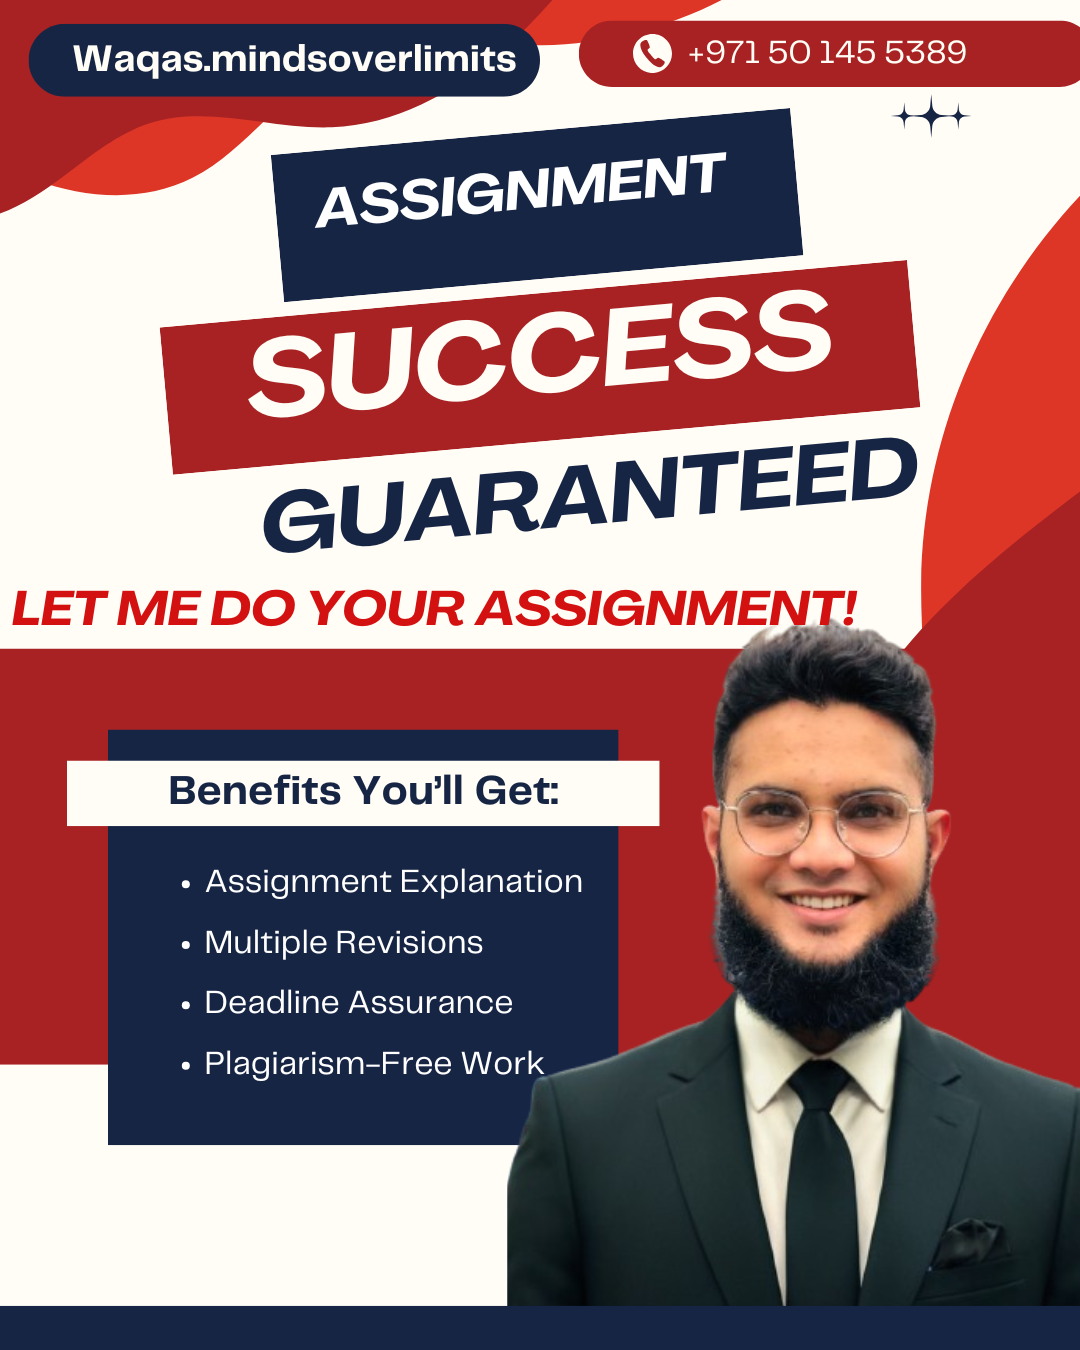 Waqas.mindsoverlimits
+971 50 145 5389
ASSIGNMENT
SUCCESS
GUARANTEED
LET ME DO YOUR ASSIGNMENT!
Benefits You’ll Get:
• Assignment Explanation
• Multiple Revisions
• Deadline Assurance
• Plagiarism-Free Work